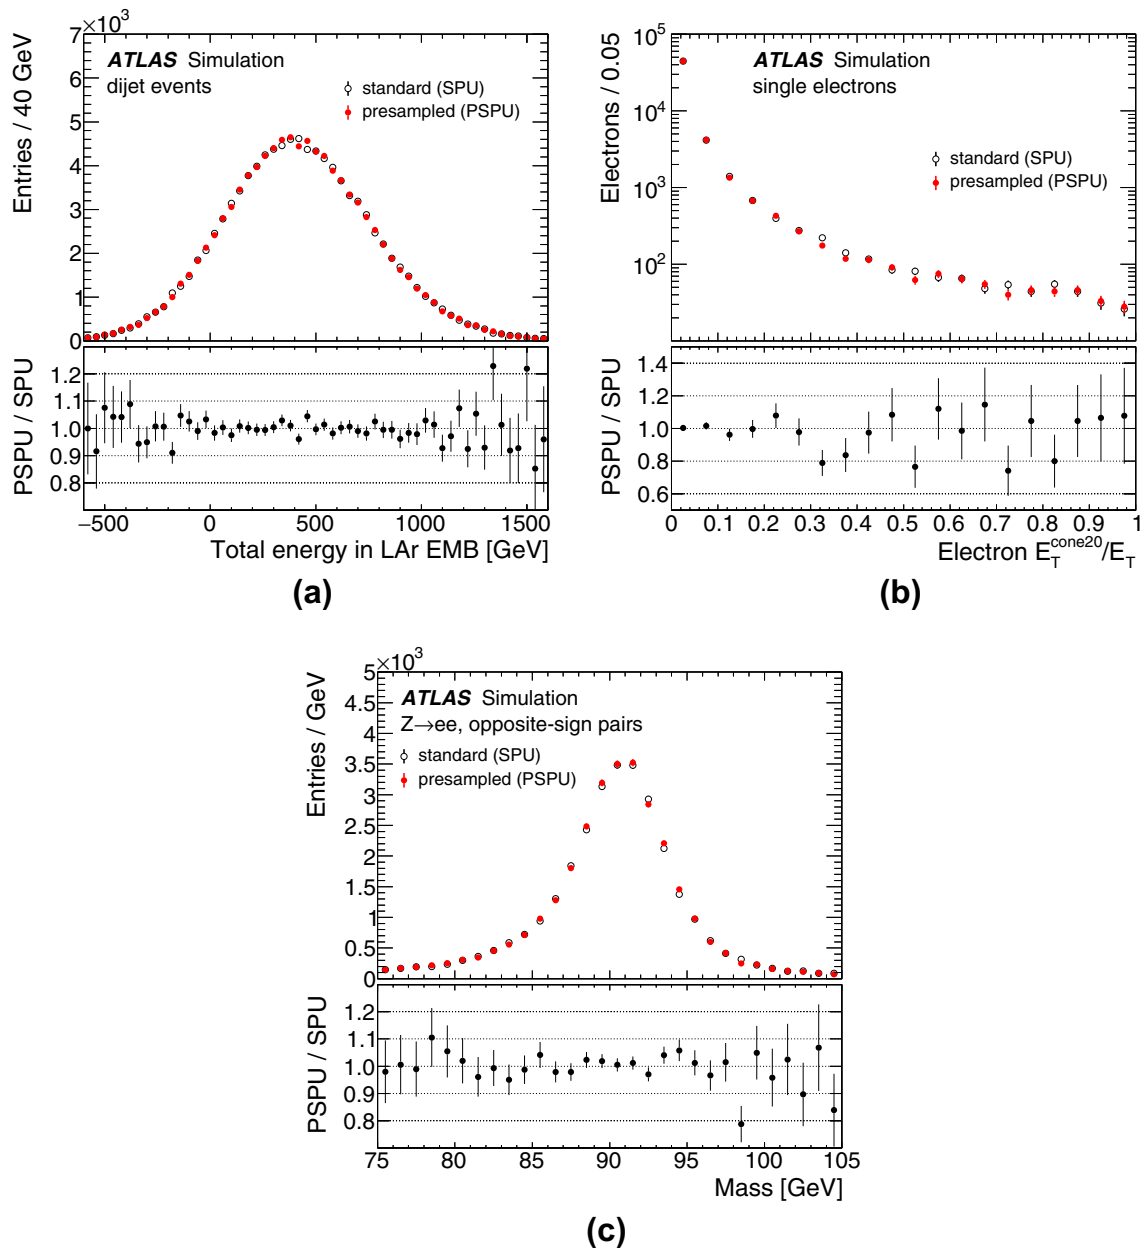 ×10³
7
6
5
4
3
2
1
0
Entries / 40 GeV
ATLAS Simulation
dijet events
standard (SPU)
presampled (PSPU)
PSPU / SPU
1.2
1.1
1.0
0.9
0.8
−500 0 500 1000 1500
Total energy in LAr EMB [GeV]
(a)
10⁵
10⁴
10³
10²
Electrons / 0.05
ATLAS Simulation
single electrons
standard (SPU)
presampled (PSPU)
PSPU / SPU
1.4
1.2
1.0
0.8
0.6
0 0.1 0.2 0.3 0.4 0.5 0.6 0.7 0.8 0.9 1
Electron E_T^cone20/E_T
(b)
×10³
5
4.5
4
3.5
3
2.5
2
1.5
1
0.5
0
Entries / GeV
ATLAS Simulation
Z→ee, opposite-sign pairs
standard (SPU)
presampled (PSPU)
PSPU / SPU
1.2
1.1
1.0
0.9
0.8
75 80 85 90 95 100 105
Mass [GeV]
(c)